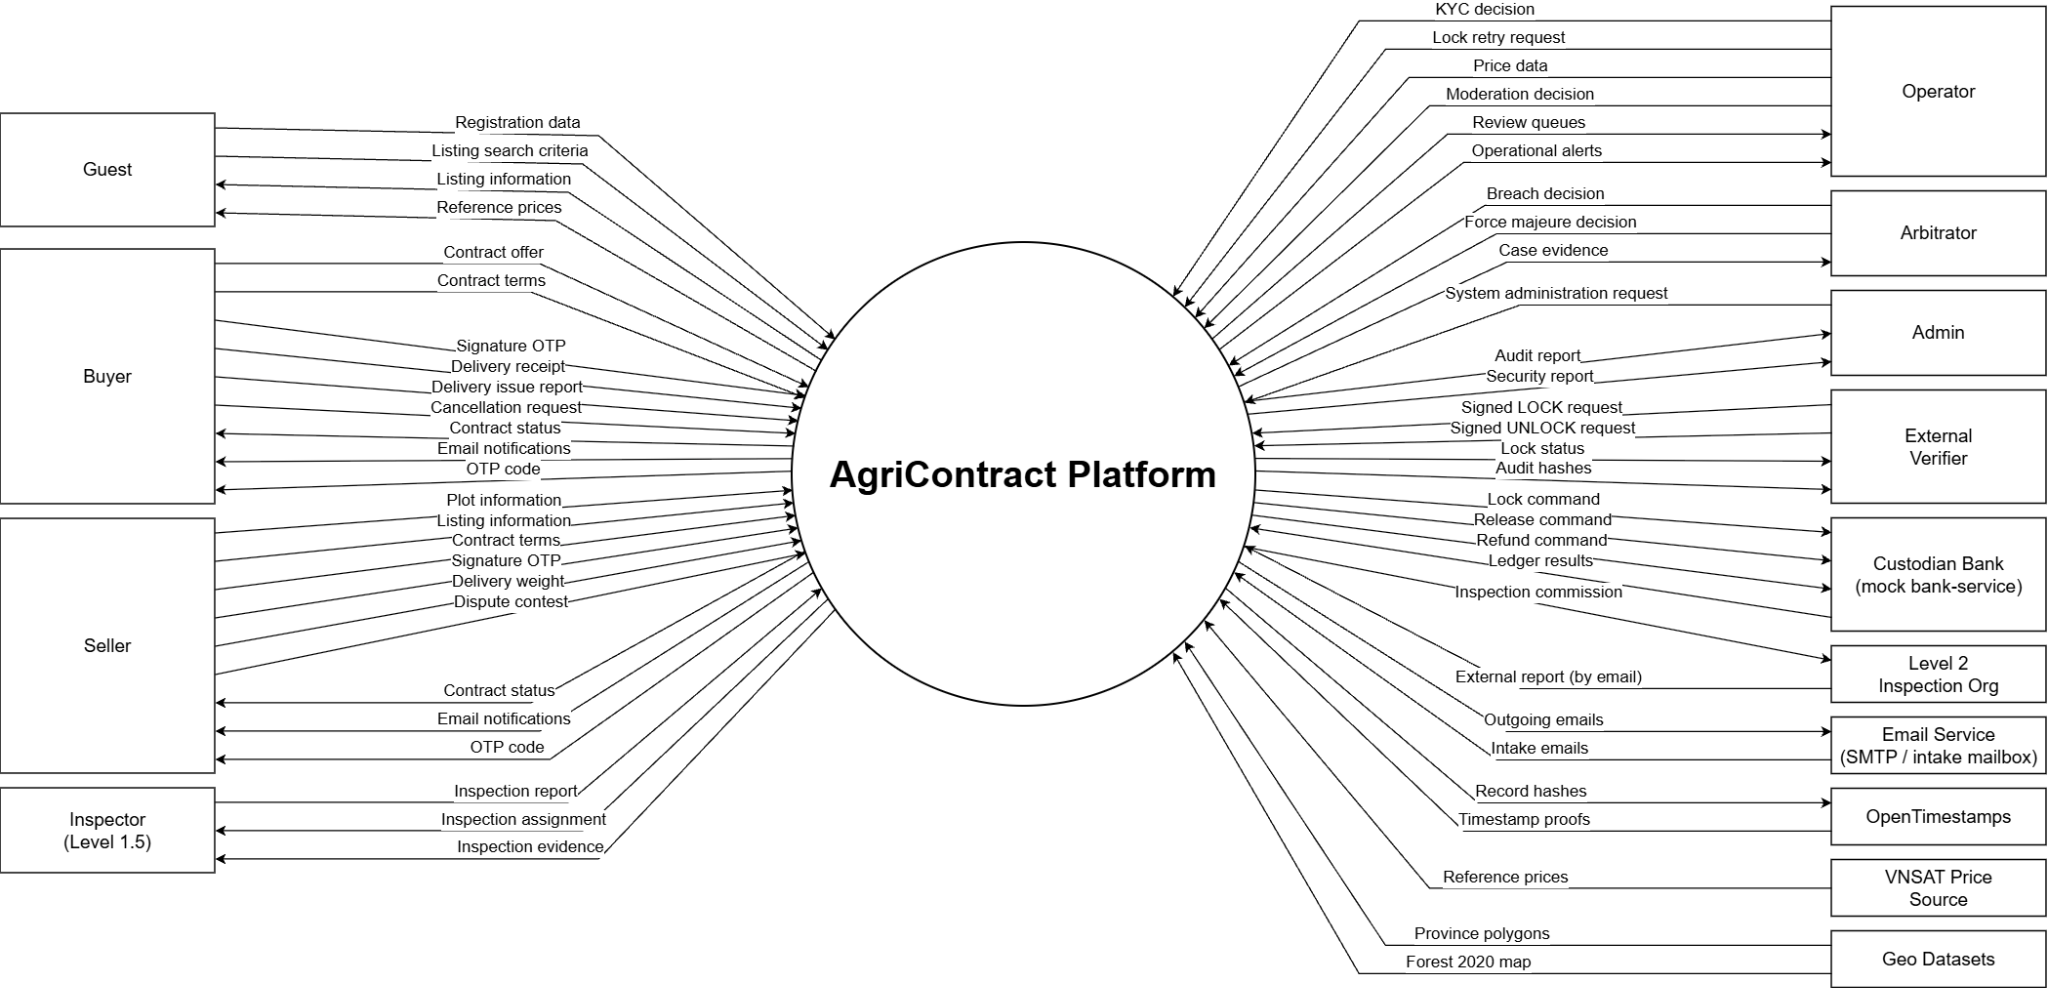 Guest
Registration data
Listing search criteria
Listing information
Reference prices
Buyer
Contract offer
Contract terms
Signature OTP
Delivery receipt
Delivery issue report
Cancellation request
Contract status
Email notifications
OTP code
Seller
Plot information
Listing information
Contract terms
Signature OTP
Delivery weight
Dispute contest
Contract status
Email notifications
OTP code
Inspector
(Level 1.5)
Inspection report
Inspection assignment
Inspection evidence
AgriContract Platform
KYC decision
Lock retry request
Price data
Moderation decision
Review queues
Operational alerts
Operator
Breach decision
Force majeure decision
Case evidence
Arbitrator
System administration request
Audit report
Security report
Admin
Signed LOCK request
Signed UNLOCK request
Lock status
Audit hashes
External
Verifier
Lock command
Release command
Refund command
Ledger results
Custodian Bank
(mock bank-service)
Inspection commission
External report (by email)
Level 2
Inspection Org
Outgoing emails
Intake emails
Email Service
(SMTP / intake mailbox)
Record hashes
Timestamp proofs
OpenTimestamps
Reference prices
VNSAT Price
Source
Province polygons
Forest 2020 map
Geo Datasets